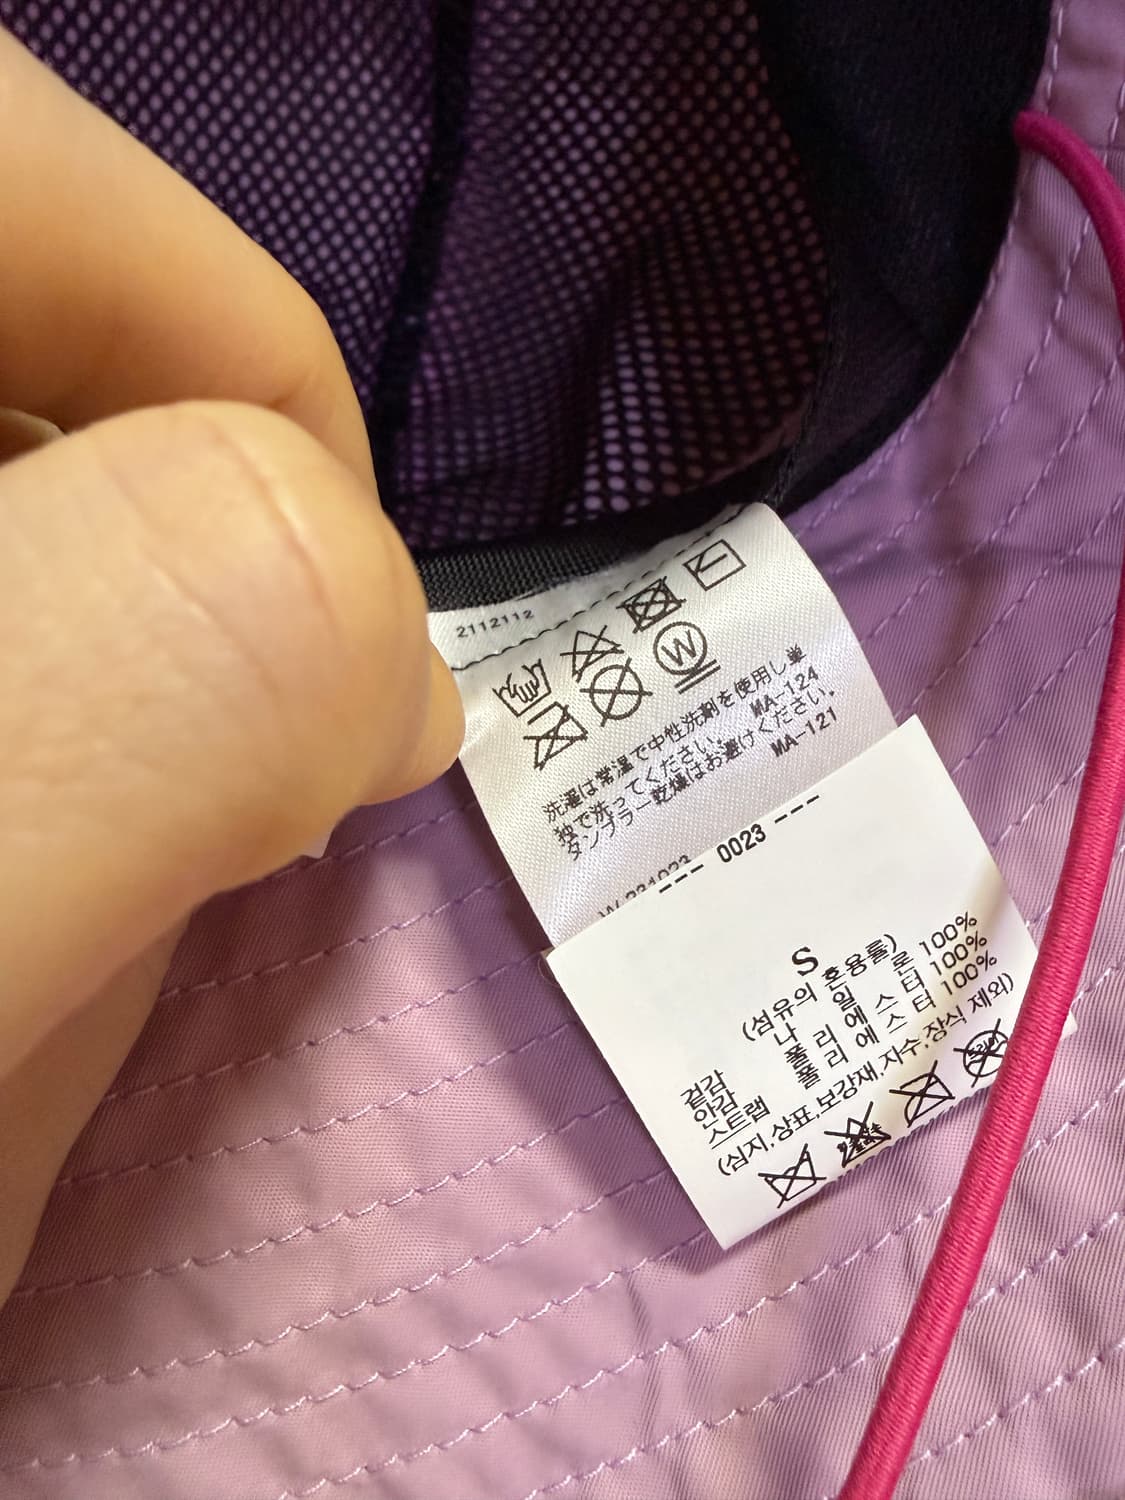 2112112
W
洗濯は常温で中性洗剤を使用し単
独で洗ってください。 MA-124
タンブラー乾燥はお避けください。
MA-121
W-231023
--- 0023 ---
S
(섬유의 혼용률)
겉감 나 일 론 100%
안감 폴 리 에 스 터 100%
스트랩 폴 리 에 스 터 100%
(심지,상표,보강재,자수,장식 제외)